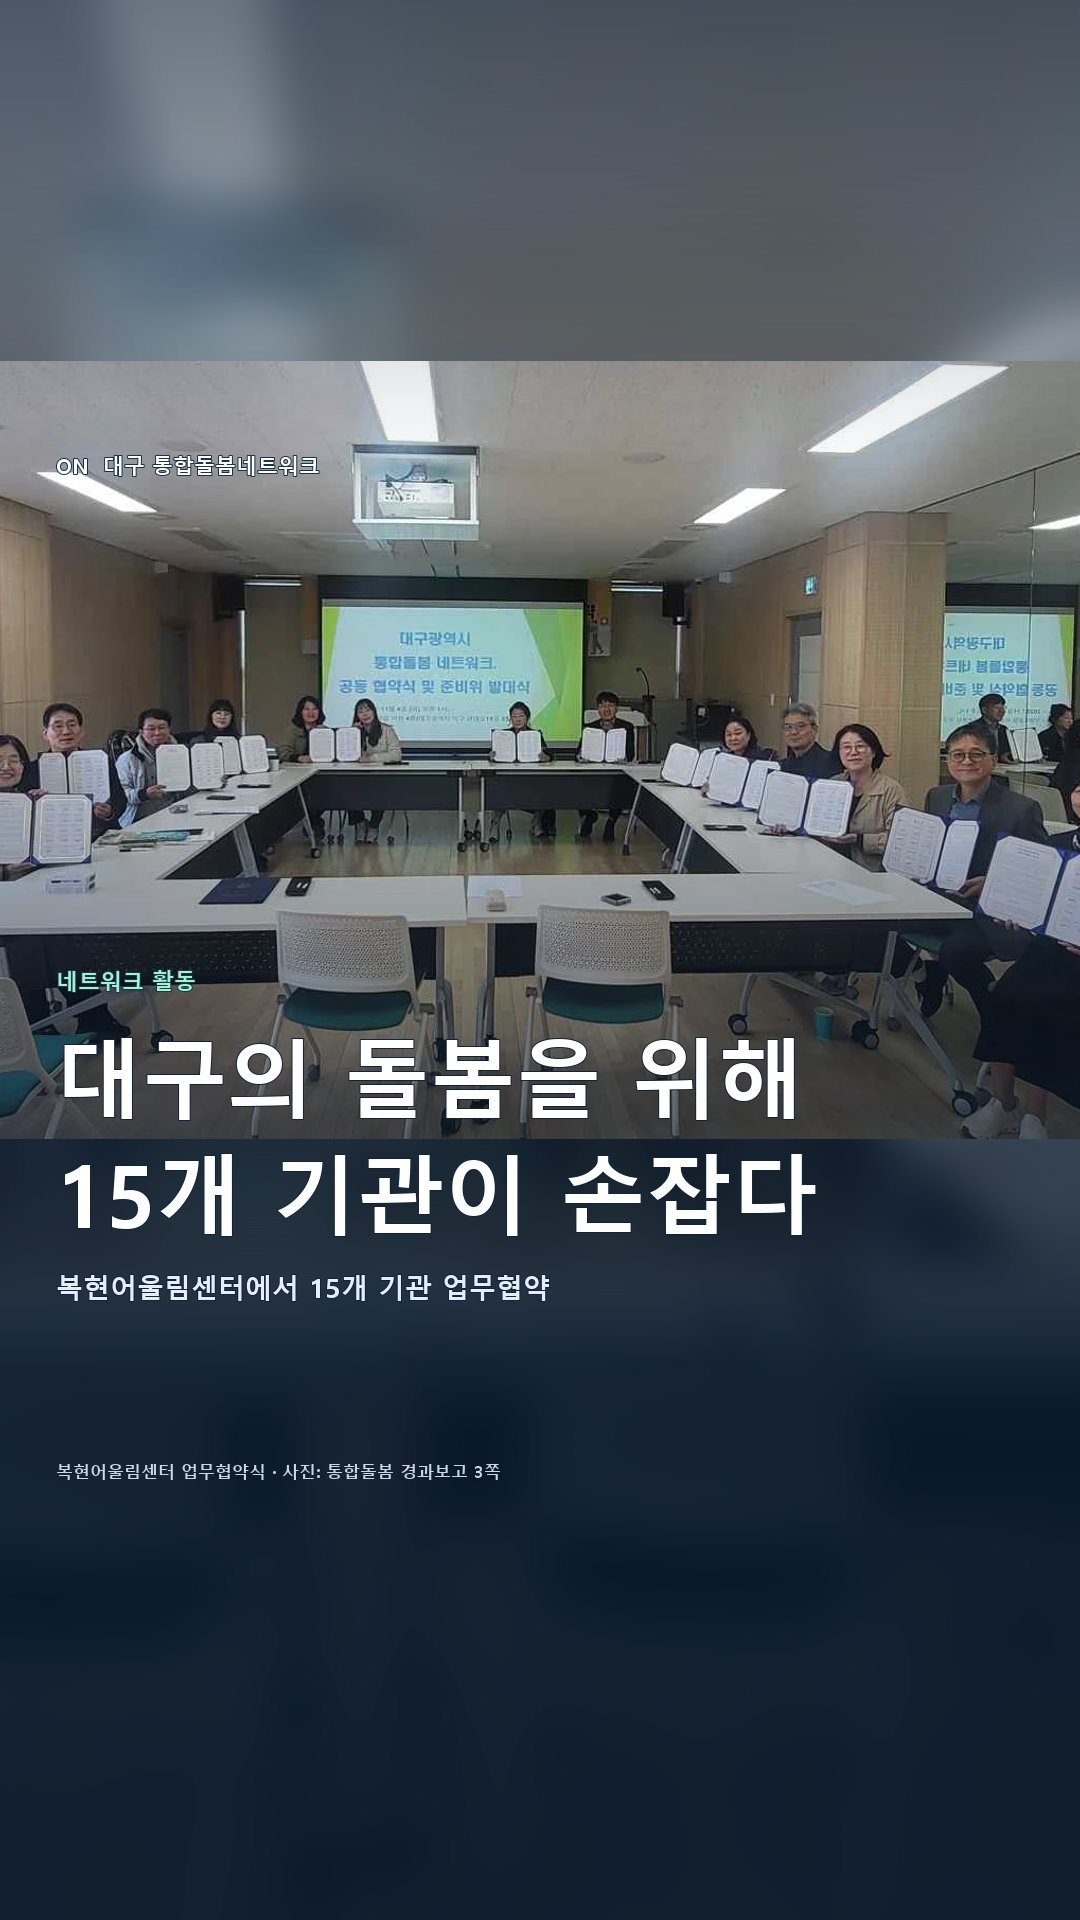 ON 대구 통합돌봄네트워크
대구광역시
통합돌봄 네트워크.
공동 협약식 및 준비위 발대식
네트워크 활동
대구의 돌봄을 위해
15개 기관이 손잡다
복현어울림센터에서 15개 기관 업무협약
복현어울림센터 업무협약식 · 사진: 통합돌봄 경과보고 3쪽